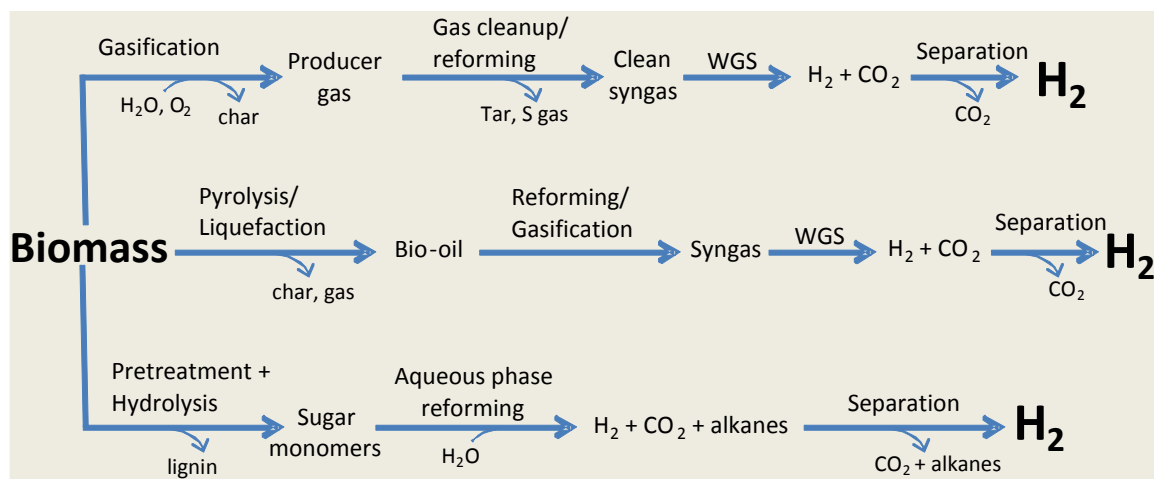 Gasification
H₂O, O₂
char
Producer
gas
Gas cleanup/
reforming
Tar, S gas
Clean
syngas
WGS
H₂ + CO₂
Separation
CO₂
H₂
Biomass
Pyrolysis/
Liquefaction
char, gas
Bio-oil
Reforming/
Gasification
Syngas
WGS
H₂ + CO₂
Separation
CO₂
H₂
Pretreatment +
Hydrolysis
lignin
Sugar
monomers
Aqueous phase
reforming
H₂O
H₂ + CO₂ + alkanes
Separation
CO₂ + alkanes
H₂